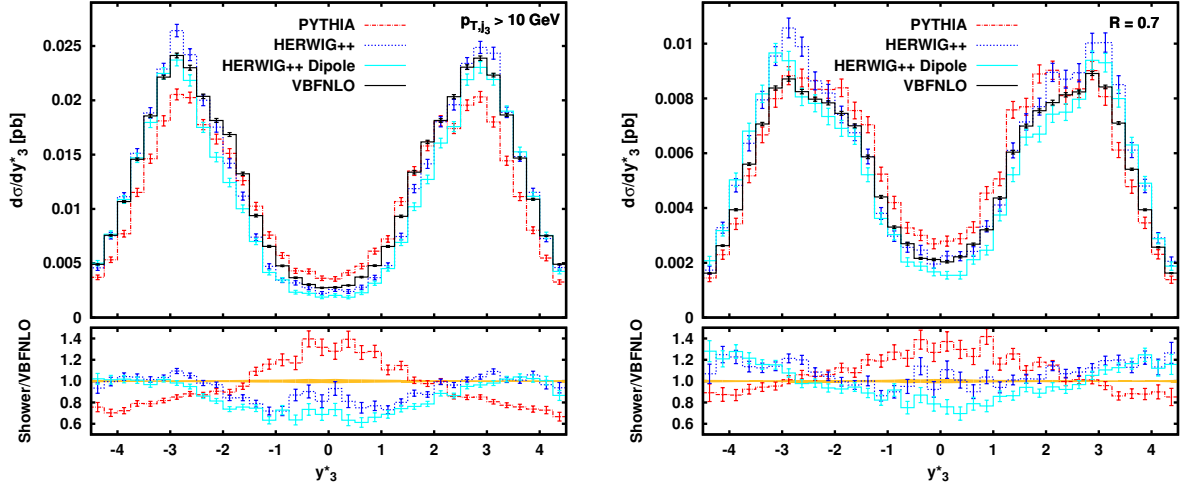 p_T,j_3 > 10 GeV
PYTHIA
HERWIG++
HERWIG++ Dipole
VBFNLO
dσ/dy*_3 [pb]
0.025
0.02
0.015
0.01
0.005
0
Shower/VBFNLO
1.4
1.2
1.0
0.8
0.6
-4 -3 -2 -1 0 1 2 3 4
y*_3
R = 0.7
PYTHIA
HERWIG++
HERWIG++ Dipole
VBFNLO
dσ/dy*_3 [pb]
0.01
0.008
0.006
0.004
0.002
0
Shower/VBFNLO
1.4
1.2
1.0
0.8
0.6
-4 -3 -2 -1 0 1 2 3 4
y*_3